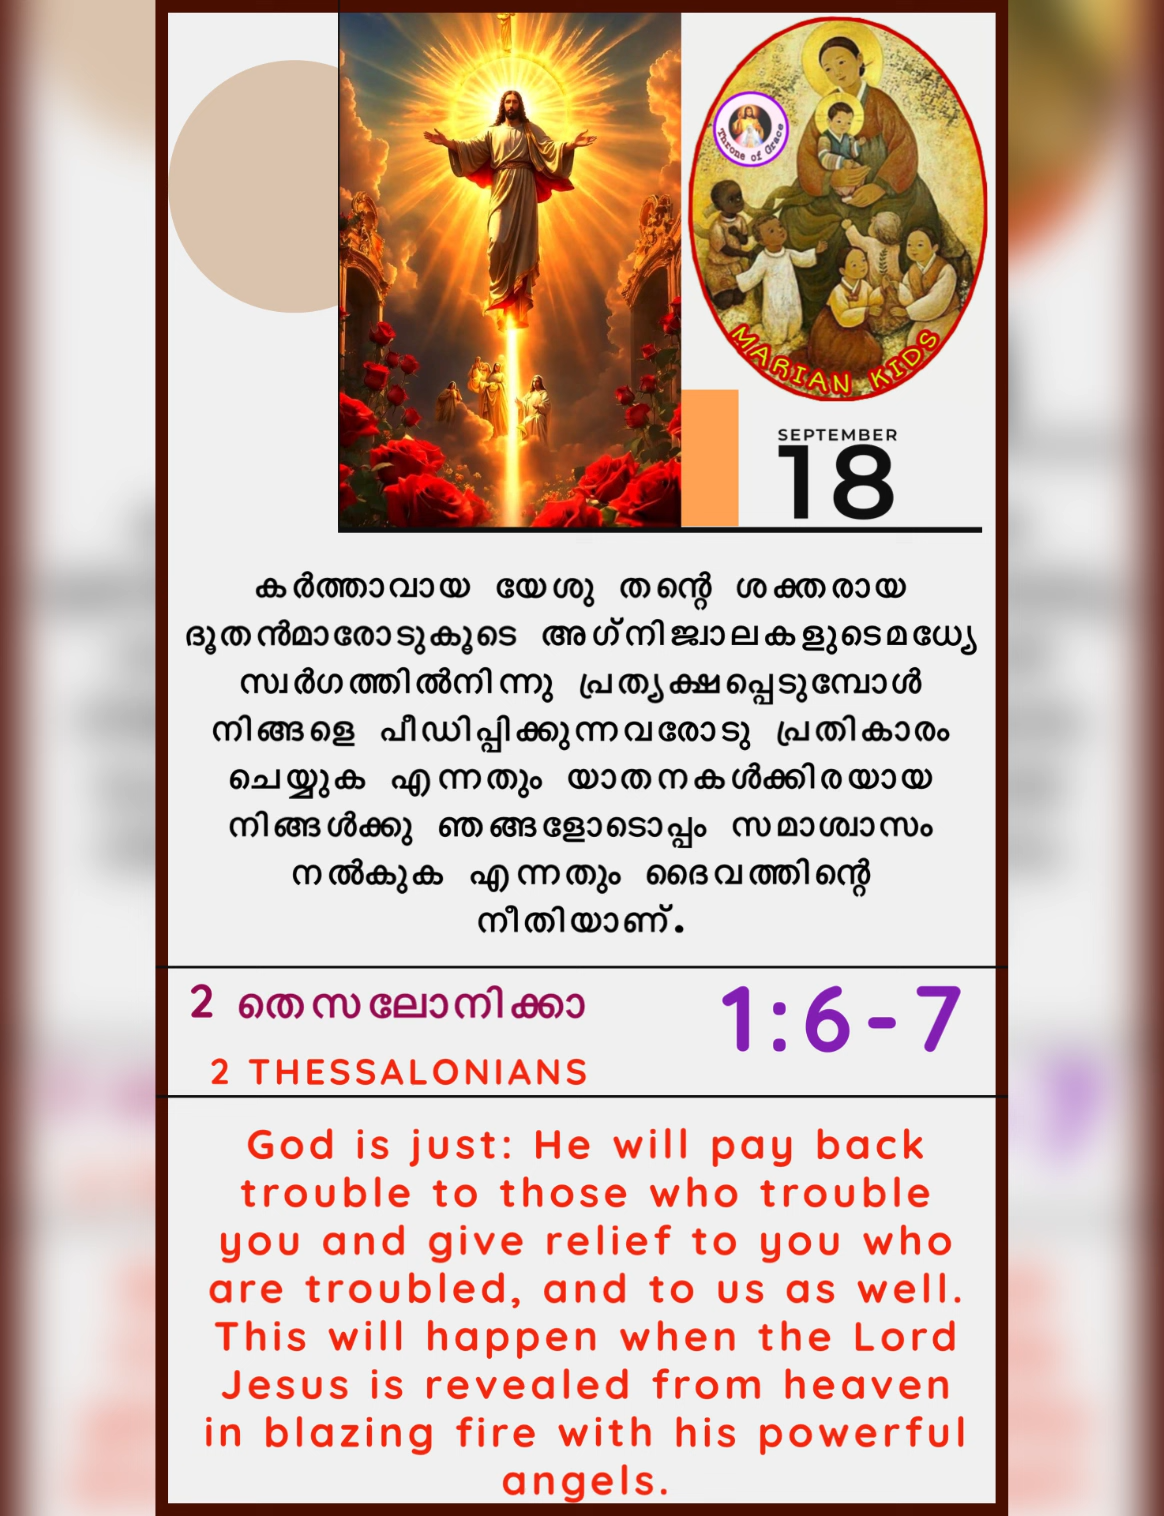 Throne of Grace
MARIAN KIDS
SEPTEMBER
18
കർത്താവായ യേശു തന്റെ ശക്തരായ
ദൂതൻമാരോടുകൂടെ അഗ്നിജ്വാലകളുടെമധ്യേ
സ്വർഗത്തിൽനിന്നു പ്രത്യക്ഷപ്പെടുമ്പോൾ
നിങ്ങളെ പീഡിപ്പിക്കുന്നവരോടു പ്രതികാരം
ചെയ്യുക എന്നതും യാതനകൾക്കിരയായ
നിങ്ങൾക്കു ഞങ്ങളോടൊപ്പം സമാശ്വാസം
നൽകുക എന്നതും ദൈവത്തിന്റെ
നീതിയാണ്.
2 തെസലോനിക്കാ
1:6-7
2 THESSALONIANS
God is just: He will pay back
trouble to those who trouble
you and give relief to you who
are troubled, and to us as well.
This will happen when the Lord
Jesus is revealed from heaven
in blazing fire with his powerful
angels.